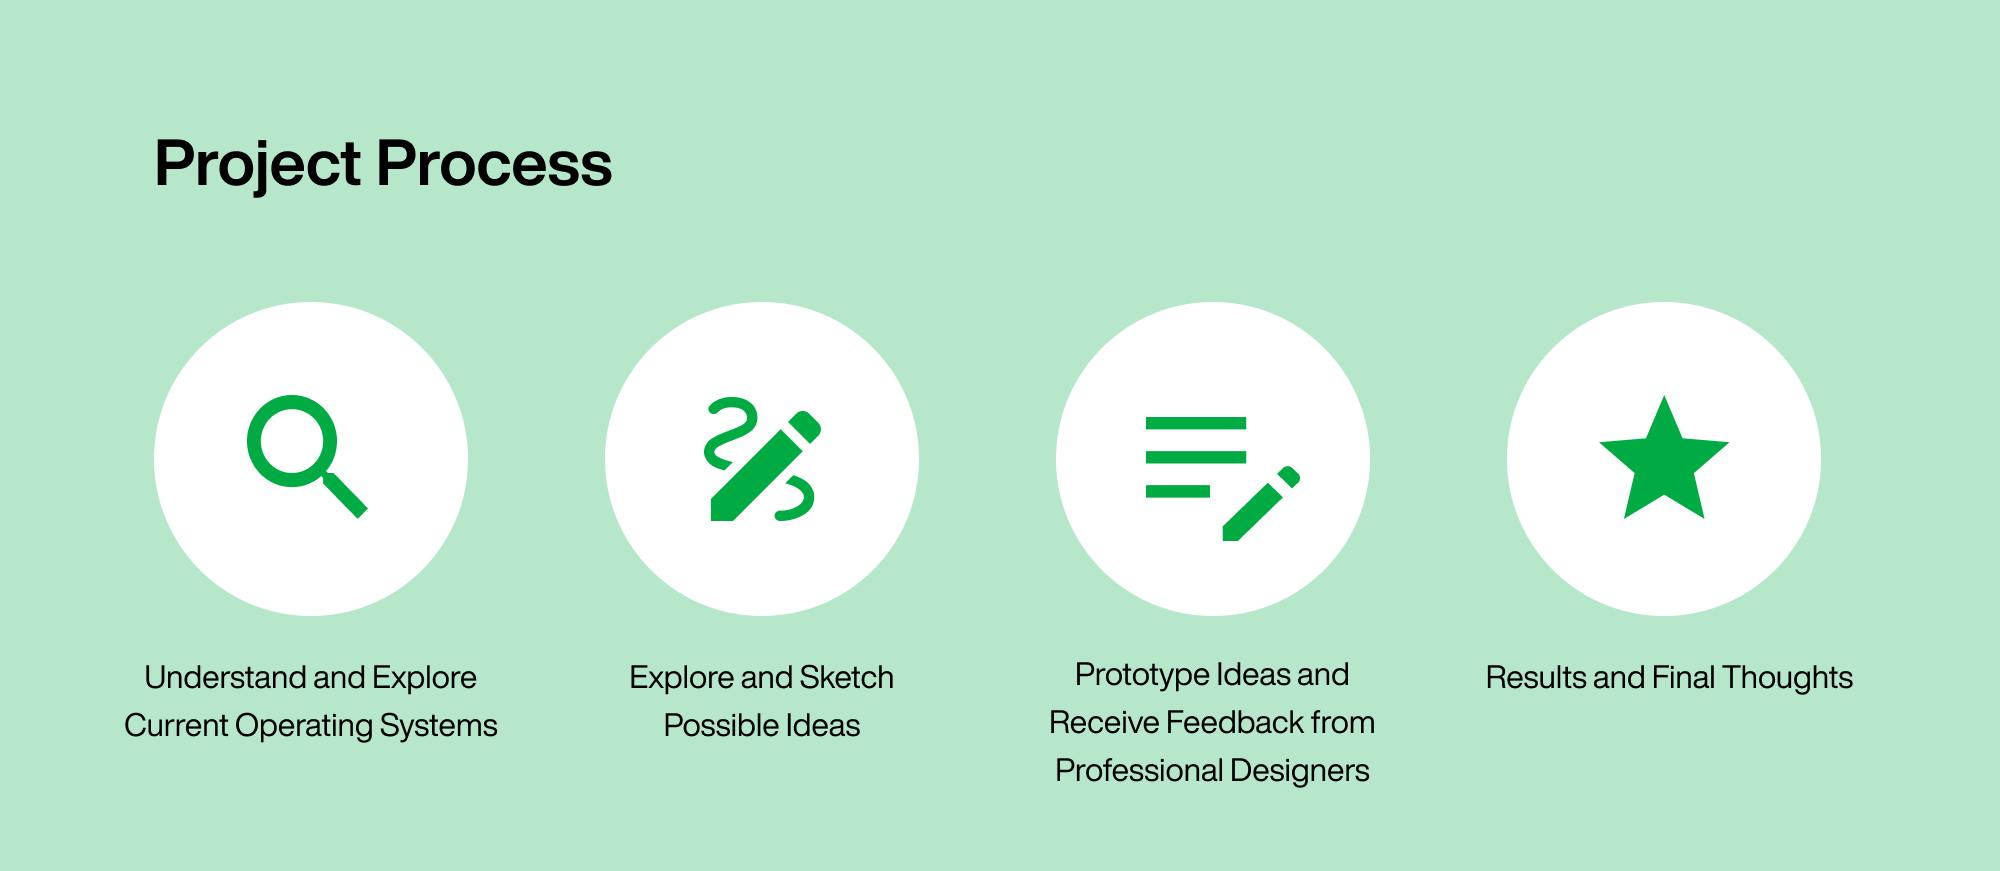 Project Process
Understand and Explore
Current Operating Systems
Explore and Sketch
Possible Ideas
Prototype Ideas and
Receive Feedback from
Professional Designers
Results and Final Thoughts